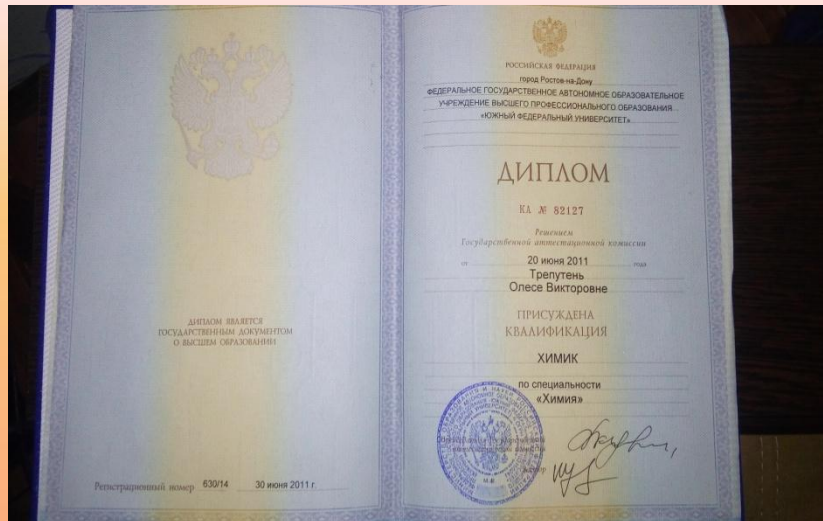 ДИПЛОМ ЯВЛЯЕТСЯ
ГОСУДАРСТВЕННЫМ ДОКУМЕНТОМ
О ВЫСШЕМ ОБРАЗОВАНИИ
Регистрационный номер 630/14 30 июня 2011 г.
РОССИЙСКАЯ ФЕДЕРАЦИЯ
город Ростов-на-Дону
ФЕДЕРАЛЬНОЕ ГОСУДАРСТВЕННОЕ АВТОНОМНОЕ ОБРАЗОВАТЕЛЬНОЕ
УЧРЕЖДЕНИЕ ВЫСШЕГО ПРОФЕССИОНАЛЬНОГО ОБРАЗОВАНИЯ
«ЮЖНЫЙ ФЕДЕРАЛЬНЫЙ УНИВЕРСИТЕТ»
ДИПЛОМ
КА № 82127
Решением
Государственной аттестационной комиссии
от 20 июня 2011 года
Трепутень
Олесе Викторовне
ПРИСУЖДЕНА
КВАЛИФИКАЦИЯ
ХИМИК
по специальности
«Химия»
М.П.